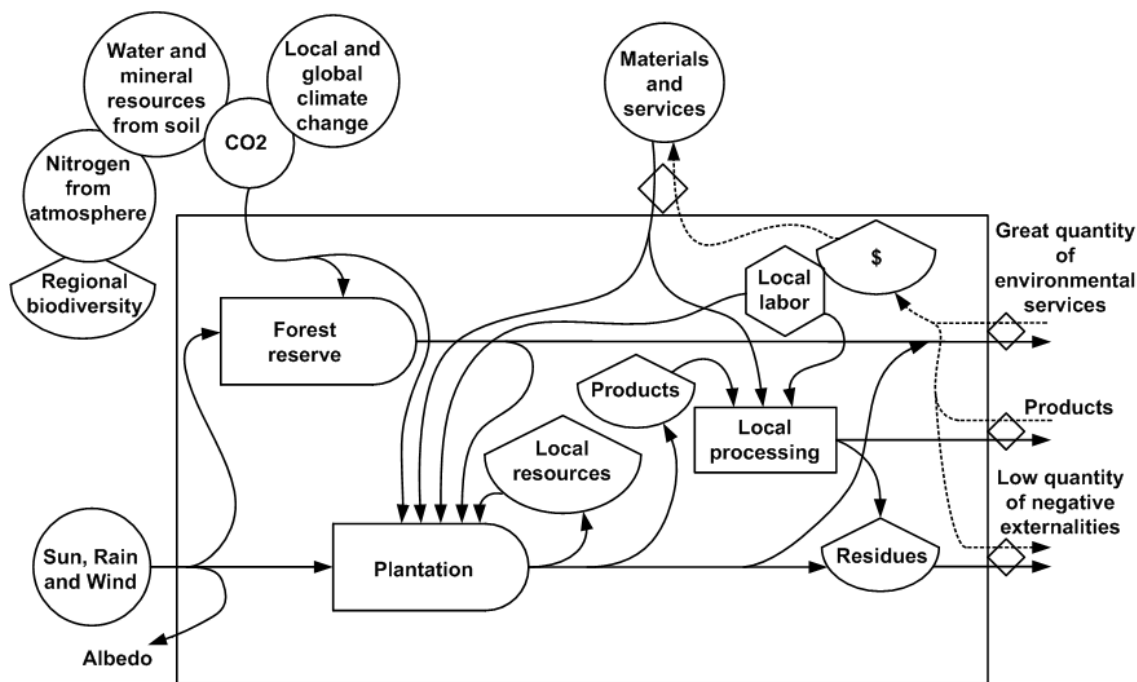 Water and
mineral
resources
from soil
Local and
global
climate
change
CO2
Nitrogen
from
atmosphere
Regional
biodiversity
Materials
and
services
$
Local
labor
Great quantity
of
environmental
services
Forest
reserve
Products
Local
processing
Products
Local
resources
Low quantity
of negative
externalities
Sun, Rain
and Wind
Plantation
Residues
Albedo